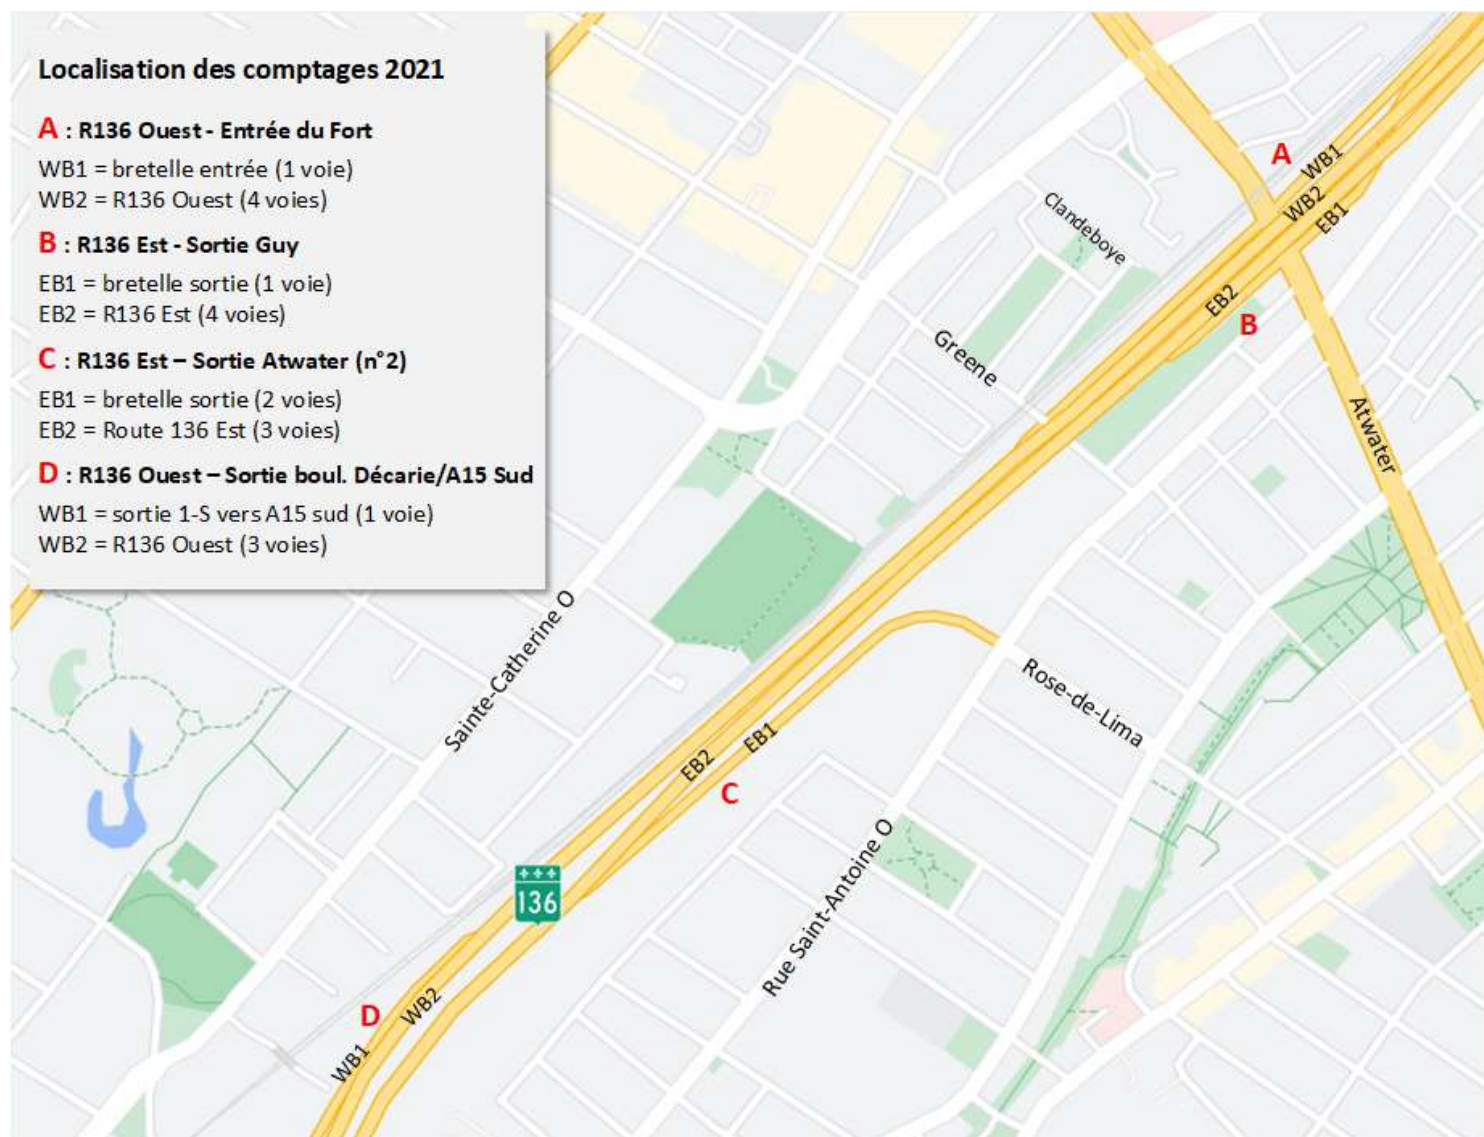 Localisation des comptages 2021
A : R136 Ouest - Entrée du Fort
WB1 = bretelle entrée (1 voie)
WB2 = R136 Ouest (4 voies)
B : R136 Est - Sortie Guy
EB1 = bretelle sortie (1 voie)
EB2 = R136 Est (4 voies)
C : R136 Est – Sortie Atwater (n°2)
EB1 = bretelle sortie (2 voies)
EB2 = Route 136 Est (3 voies)
D : R136 Ouest – Sortie boul. Décarie/A15 Sud
WB1 = sortie 1-S vers A15 sud (1 voie)
WB2 = R136 Ouest (3 voies)
A
WB1
WB2
EB1
Clandeboye
EB2
B
Greene
Atwater
Sainte-Catherine O
Rose-de-Lima
EB1
EB2
C
136
Rue Saint-Antoine O
D
WB2
WB1